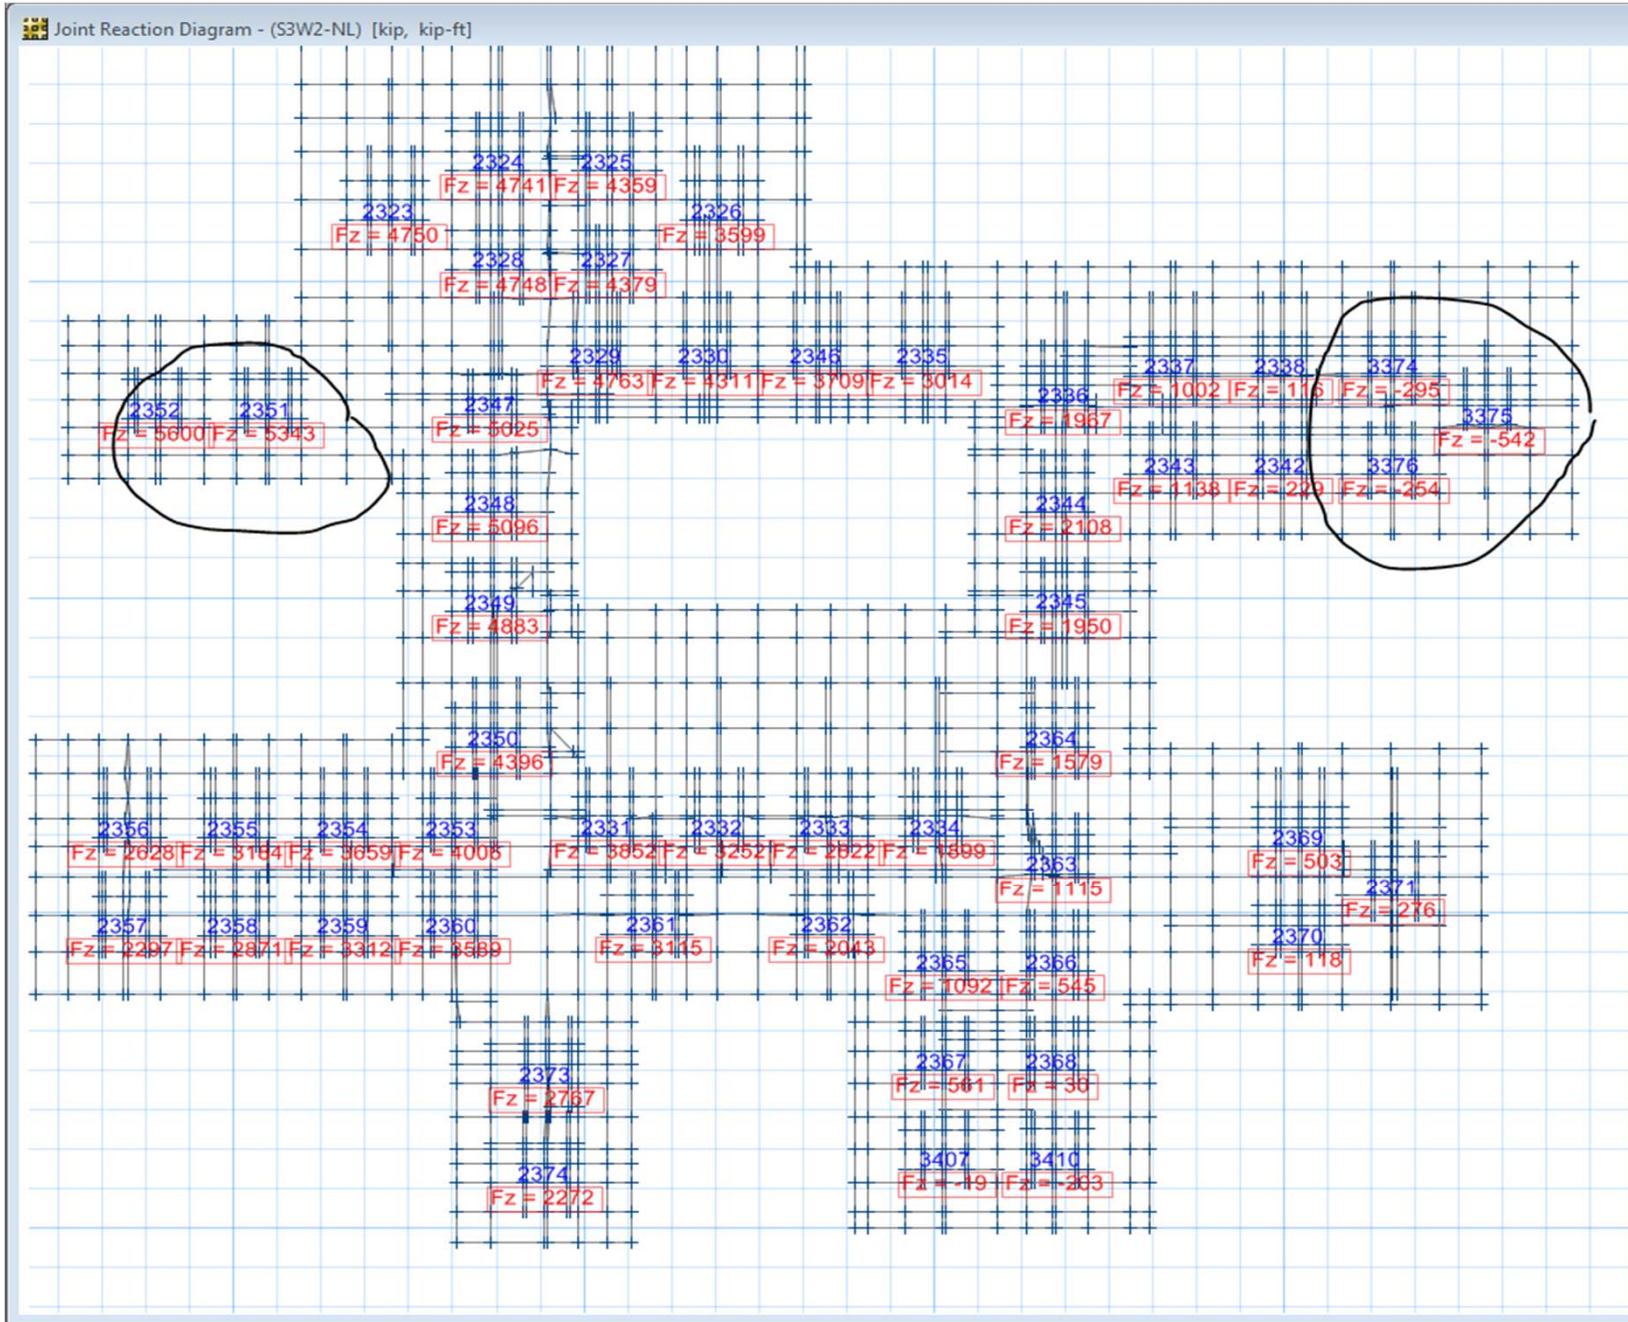 Joint Reaction Diagram - (S3W2-NL) [kip, kip-ft]
2324 2325
Fz = 4741 Fz = 4359
2323 2326
Fz = 4750 Fz = 3599
2328 2327
Fz = 4748 Fz = 4379
2329 2330 2346 2335
Fz = 4763 Fz = 4311 Fz = 3709 Fz = 3014
2337 2338 3374
Fz = 1002 Fz = 116 Fz = -295
2336
Fz = 1967
2352 2351
Fz = 5600 Fz = 5343
2347
Fz = 5025
3375
Fz = -542
2343 2342 3376
Fz = 1138 Fz = 229 Fz = -254
2348 2344
Fz = 5096 Fz = 2108
2349 2345
Fz = 4883 Fz = 1950
2350 2364
Fz = 4396 Fz = 1579
2356 2355 2354 2353 2331 2332 2333 2334
Fz = 2628 Fz = 3184 Fz = 3659 Fz = 4008 Fz = 3852 Fz = 3252 Fz = 2622 Fz = 1899
2369
Fz = 503
2363
Fz = 1115
2371
Fz = 276
2357 2358 2359 2360 2361 2362
Fz = 2297 Fz = 2871 Fz = 3312 Fz = 3589 Fz = 3115 Fz = 2043
2370
Fz = 118
2365 2366
Fz = 1092 Fz = 545
2367 2368
Fz = 561 Fz = 30
2373
Fz = 2767
3407 3410
Fz = -19 Fz = -203
2374
Fz = 2272